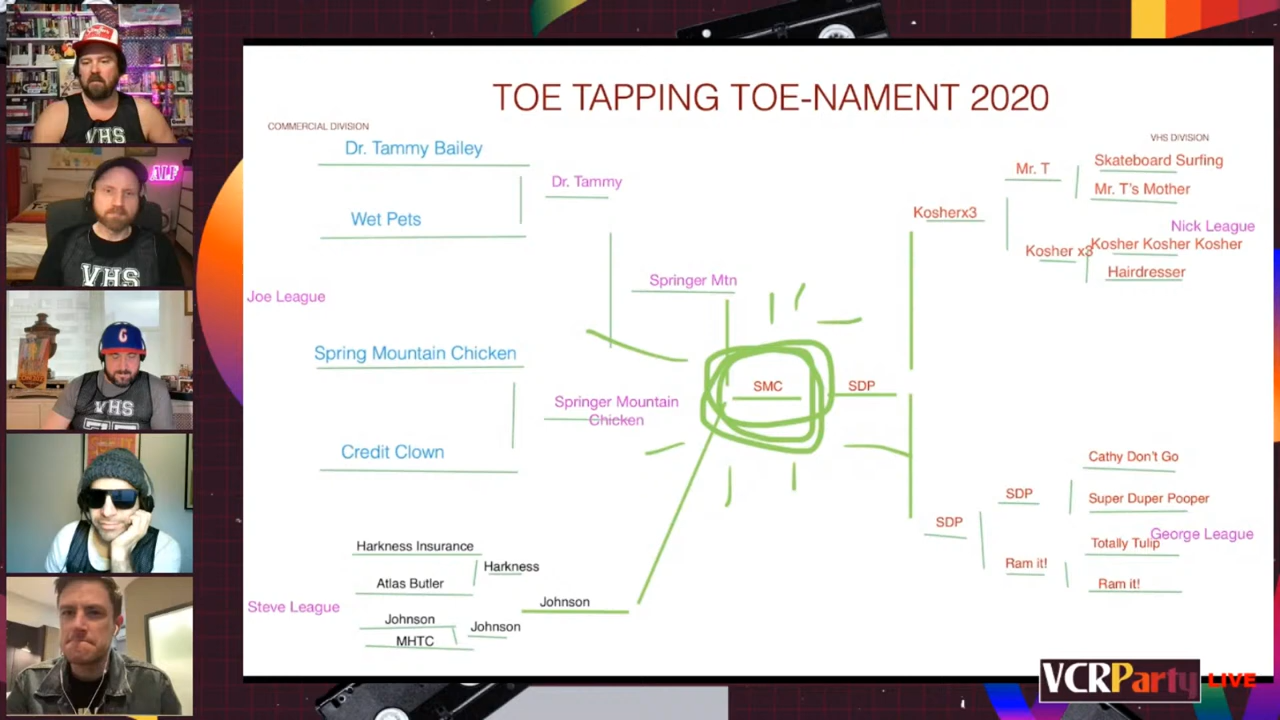 TOE TAPPING TOE-NAMENT 2020
COMMERCIAL DIVISION
Dr. Tammy Bailey
Wet Pets
Dr. Tammy
Joe League
Springer Mtn
Spring Mountain Chicken
Springer Mountain
Chicken
Credit Clown
Harkness Insurance
Atlas Butler
Harkness
Steve League
Johnson
MHTC
Johnson
Johnson
SMC
SDP
VHS DIVISION
Skateboard Surfing
Mr. T's Mother
Mr. T
Nick League
Kosherx3
Kosher Kosher Kosher
Hairdresser
Kosher x3
Cathy Don't Go
Super Duper Pooper
SDP
SDP
George League
Totally Tulip
Ram it!
Ram it!
VHS
ALF
VHS
G
VHS
VCRParty LIVE